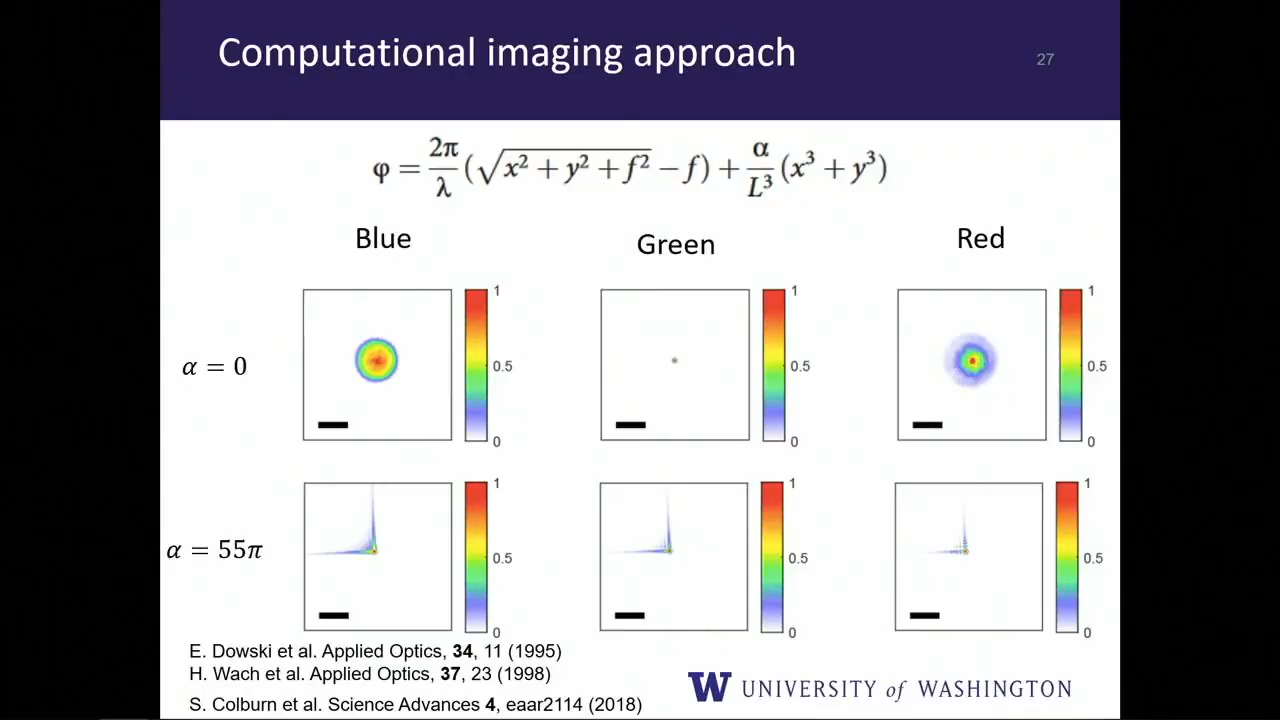 Computational imaging approach
27
φ = 2π/λ (√x² + y² + f² − f) + α/L³ (x³ + y³)
Blue
Green
Red
α = 0
1
0.5
0
1
0.5
0
1
0.5
0
α = 55π
1
0.5
0
1
0.5
0
1
0.5
0
E. Dowski et al. Applied Optics, 34, 11 (1995)
H. Wach et al. Applied Optics, 37, 23 (1998)
S. Colburn et al. Science Advances 4, eaar2114 (2018)
W UNIVERSITY of WASHINGTON